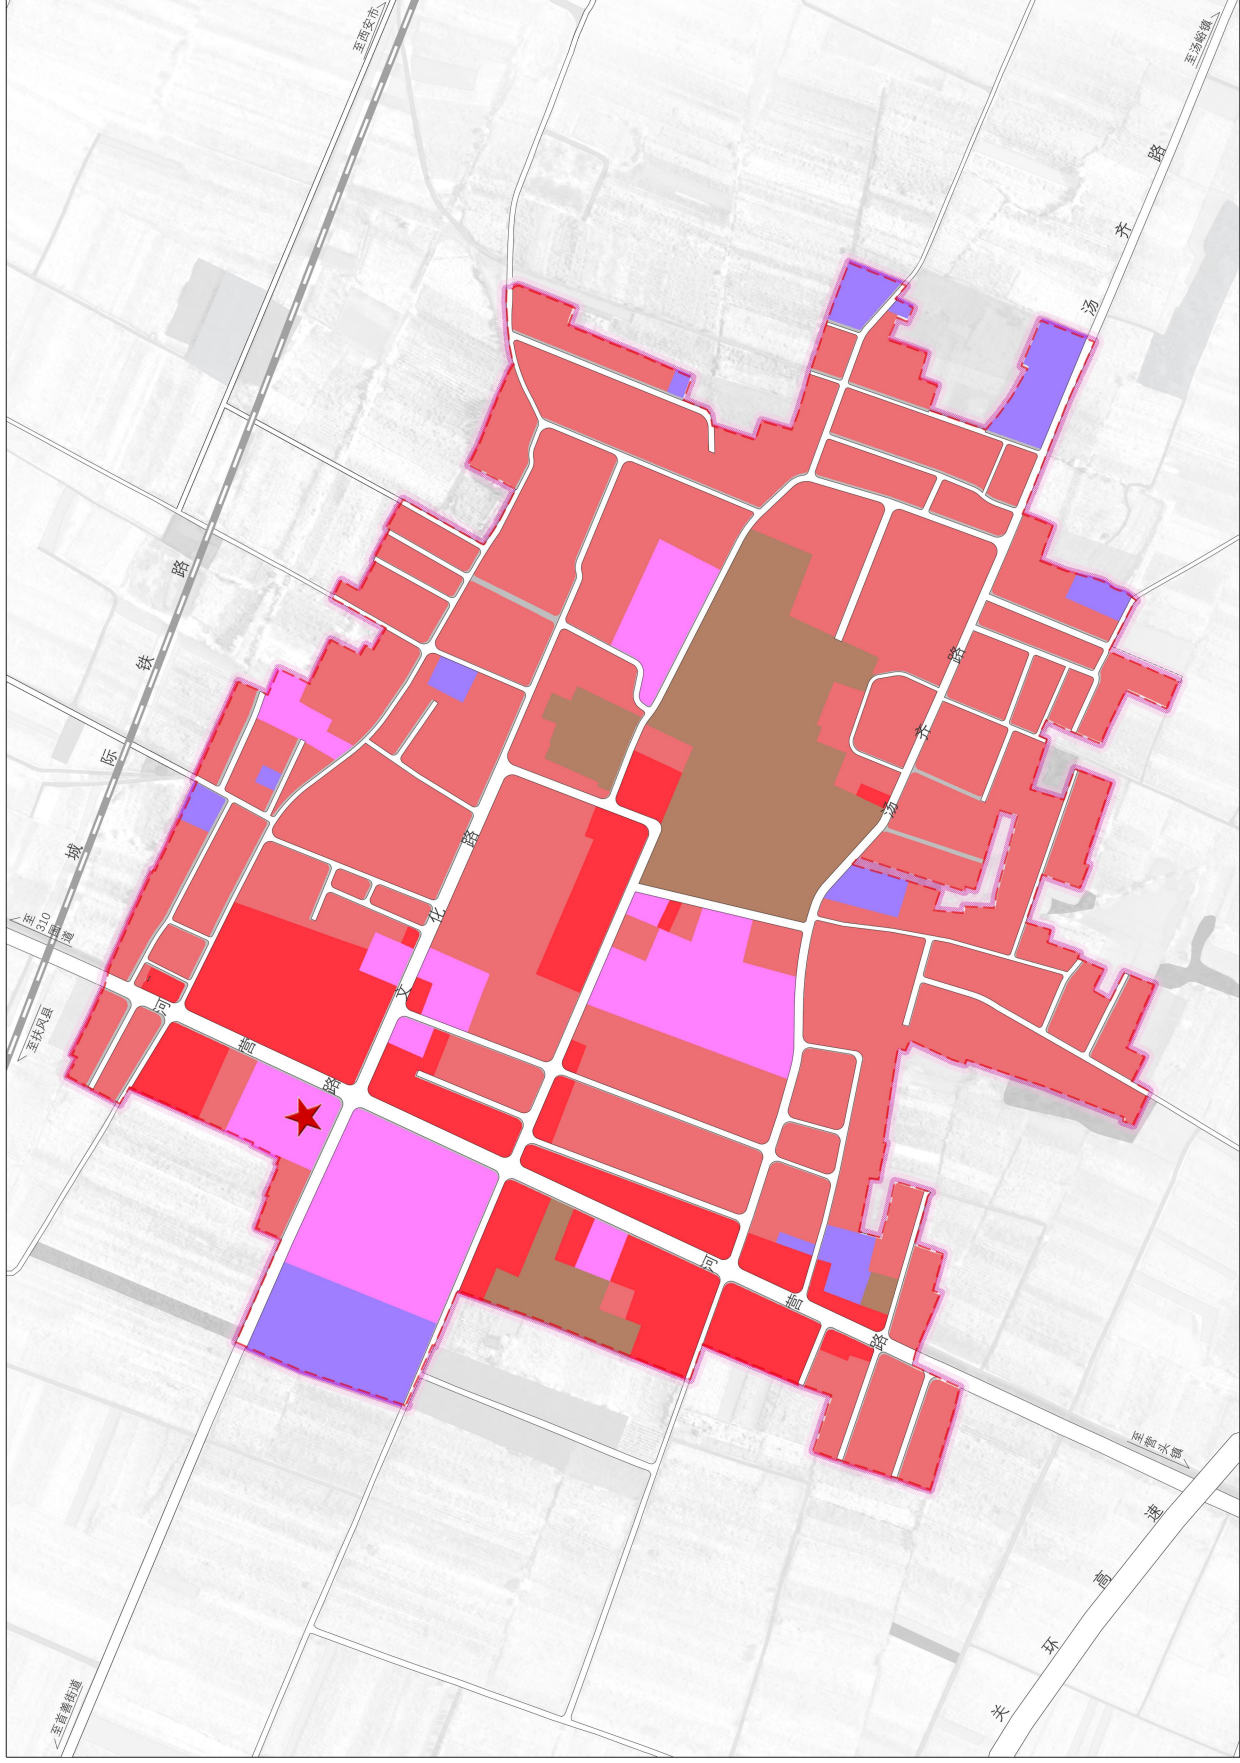 至西安市
至汤峪镇
汤齐路
城际铁路
汤齐路
文化路
至310国道
至扶风县
河营路
河营路
至营头镇
关环高速
至首善街道